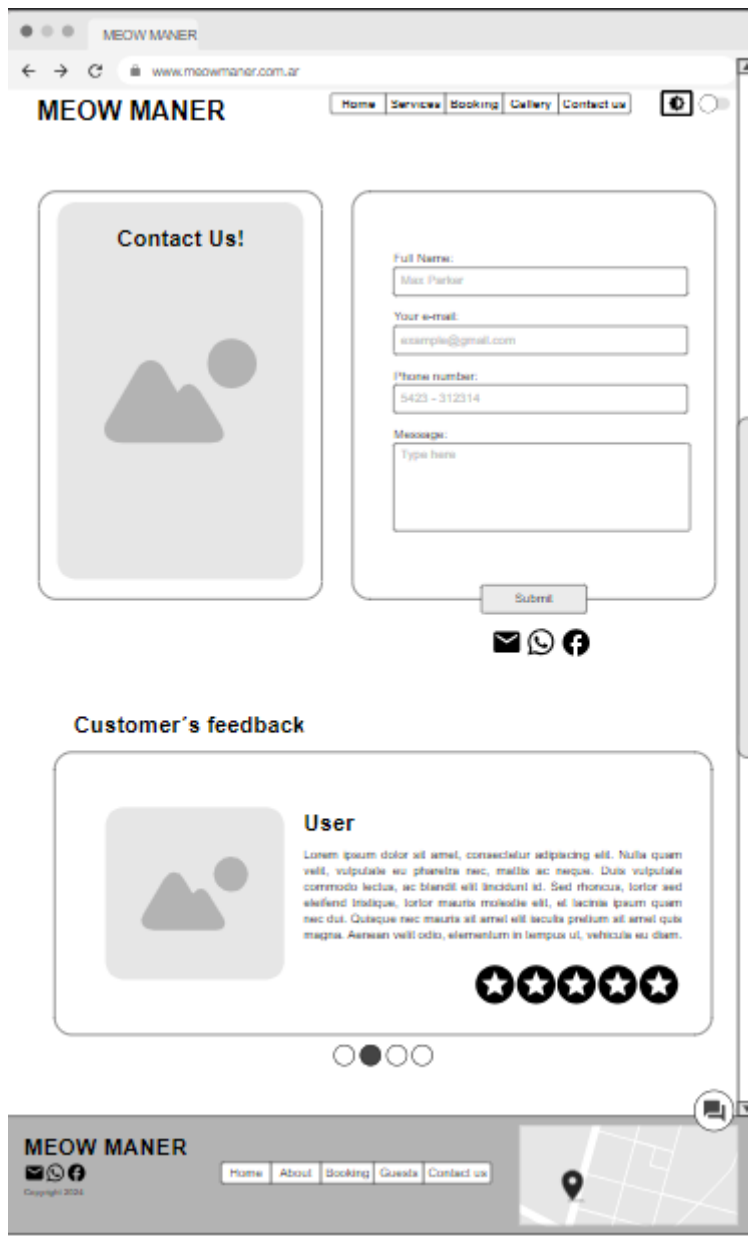 MEOW MANER
www.meowmaner.com.ar
MEOW MANER
Home Services Booking Gallery Contact us
Contact Us!
Full Name:
Max Parker
Your e-mail:
example@gmail.com
Phone number:
5423 - 312314
Message:
Type here
Submit
Customer´s feedback
User
Lorem ipsum dolor sit amet, consectetur adipiscing elit. Nulla quam
velit, vulputate eu pharetra nec, mattis ac neque. Duis vulputate
commodo lectus, ac blandit elit tincidunt id. Sed rhoncus, tortor sed
eleifend tristique, tortor mauris molestie elit, et lacinia ipsum quam
nec dui. Quisque nec mauris sit amet elit iaculis pretium sit amet quis
magna. Aenean velit odio, elementum in tempus ut, vehicula eu diam.
MEOW MANER
Home About Booking Guests Contact us
Copyright 2024